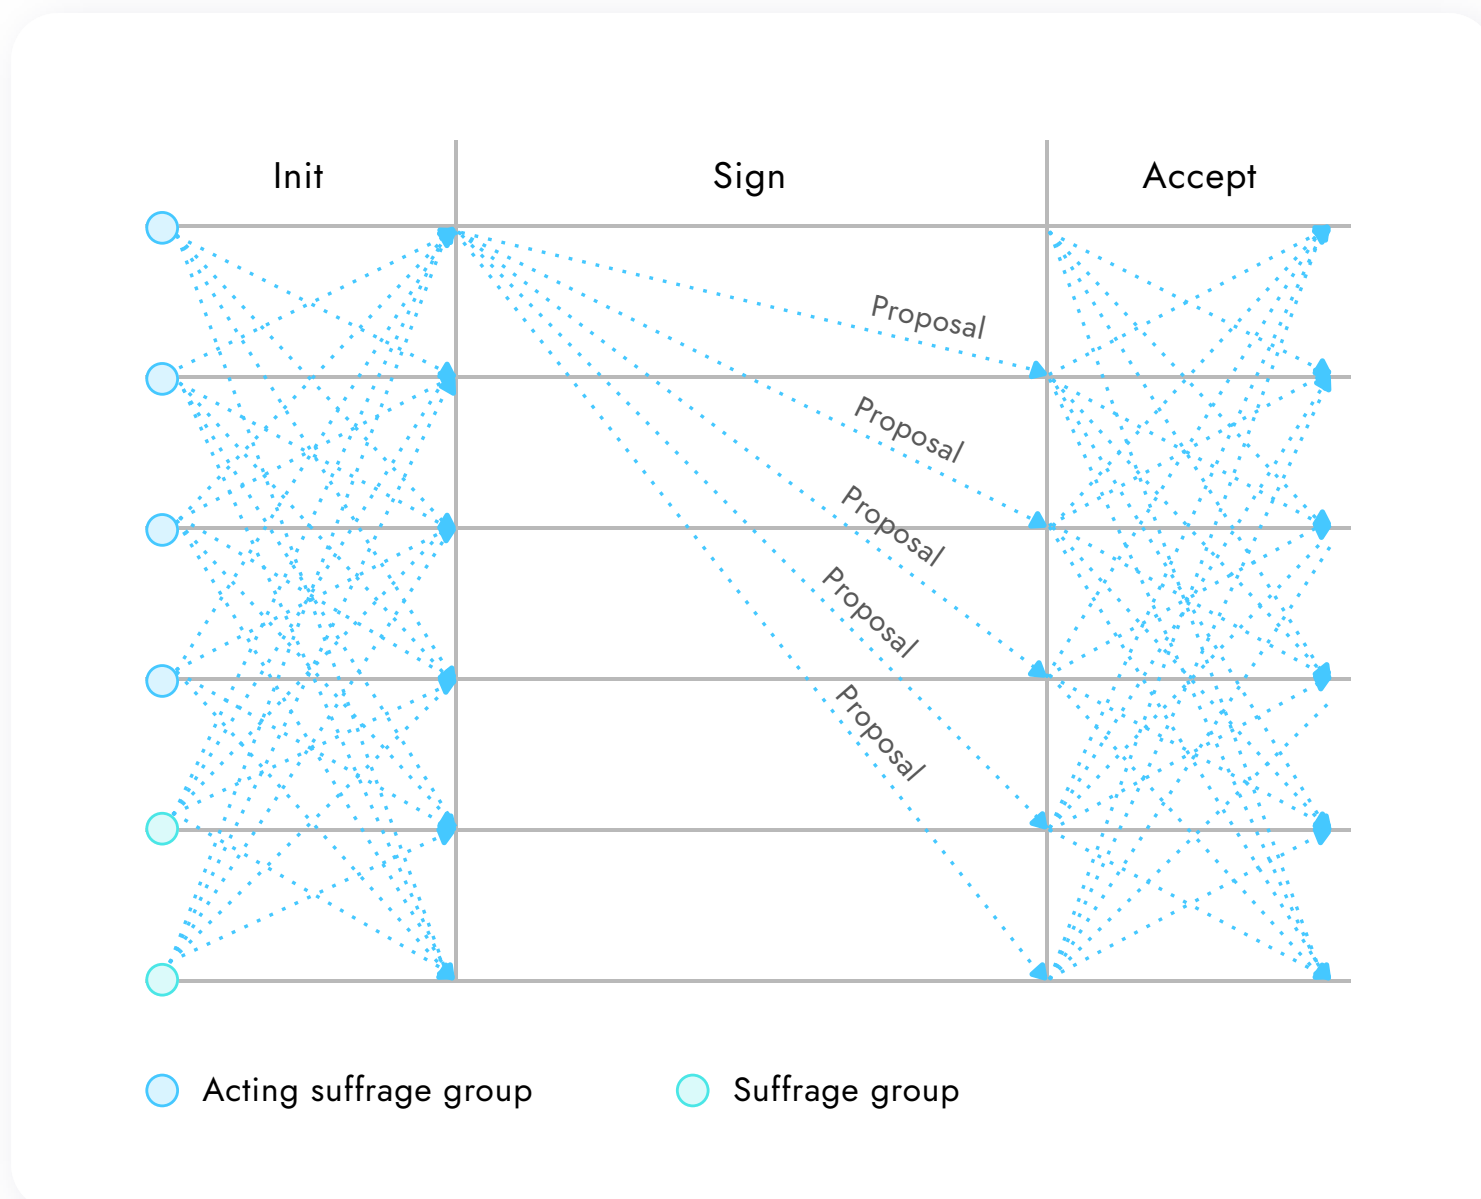 Init
Sign
Accept
Proposal
Proposal
Proposal
Proposal
Proposal
Acting suffrage group
Suffrage group